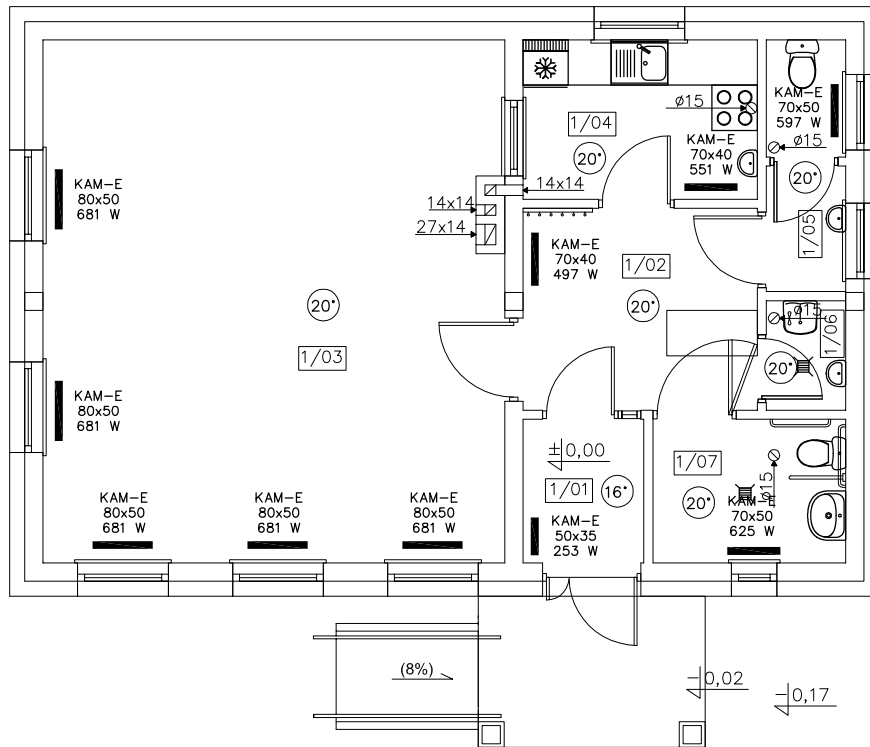 1/04
20°
ø15
KAM-E
70x40
551 W
KAM-E
70x50
597 W
ø15
20°
KAM-E
80x50
681 W
14x14
14x14
27x14
KAM-E
70x40
497 W
1/02
20°
1/05
20°
1/03
ø15
1/06
20°
KAM-E
80x50
681 W
±0,00
1/01
16°
1/07
20°
ø15
KAM-E
80x50
681 W
KAM-E
80x50
681 W
KAM-E
80x50
681 W
KAM-E
50x35
253 W
KAM-E
70x50
625 W
(8%)
-0,02
-0,17